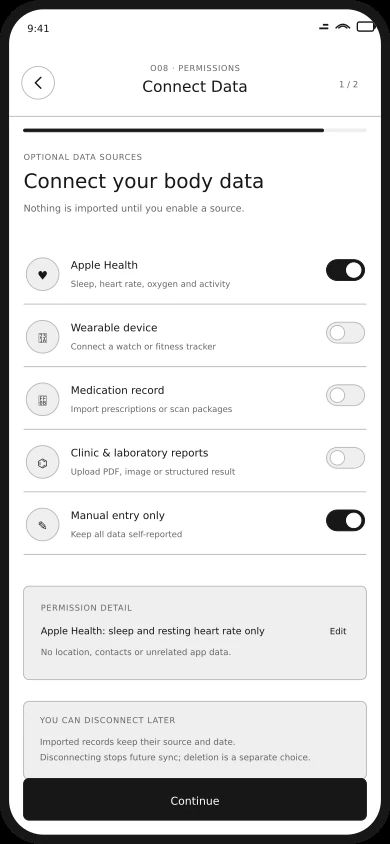 9:41
O08 · PERMISSIONS
Connect Data
1 / 2
OPTIONAL DATA SOURCES
Connect your body data
Nothing is imported until you enable a source.
Apple Health
Sleep, heart rate, oxygen and activity
Wearable device
Connect a watch or fitness tracker
Medication record
Import prescriptions or scan packages
Clinic & laboratory reports
Upload PDF, image or structured result
Manual entry only
Keep all data self-reported
PERMISSION DETAIL
Apple Health: sleep and resting heart rate only Edit
No location, contacts or unrelated app data.
YOU CAN DISCONNECT LATER
Imported records keep their source and date.
Disconnecting stops future sync; deletion is a separate choice.
Continue